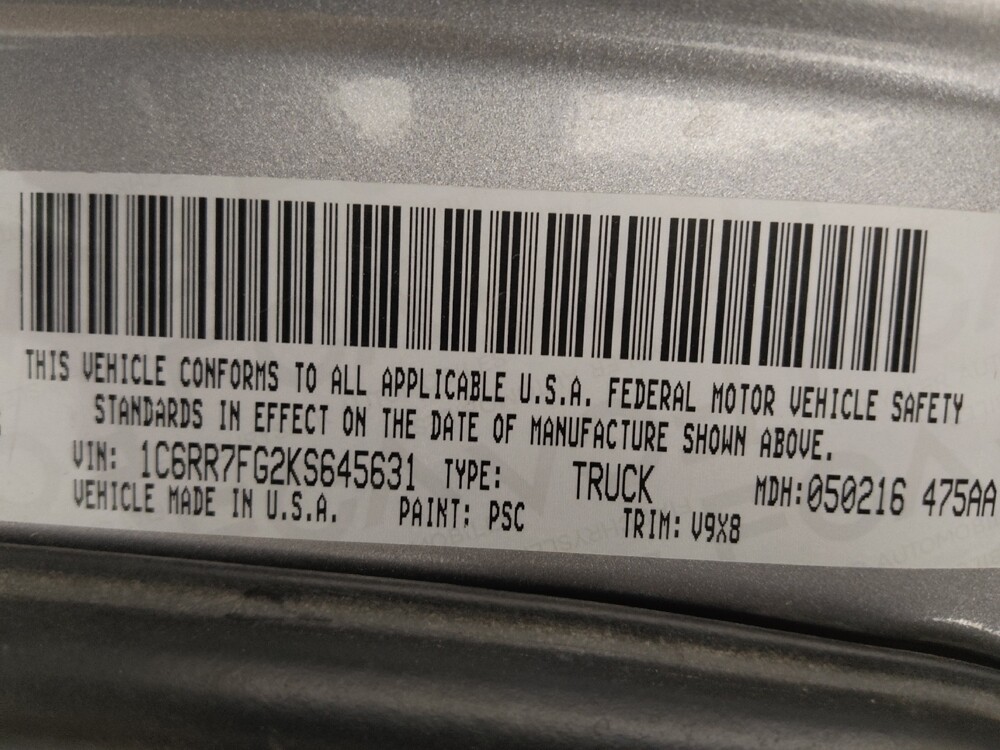 THIS VEHICLE CONFORMS TO ALL APPLICABLE U.S.A. FEDERAL MOTOR VEHICLE SAFETY
STANDARDS IN EFFECT ON THE DATE OF MANUFACTURE SHOWN ABOVE.
VIN: 1C6RR7FG2KS645631 TYPE: TRUCK MDH:050216 475AA
VEHICLE MADE IN U.S.A. PAINT: PSC TRIM: V9X8